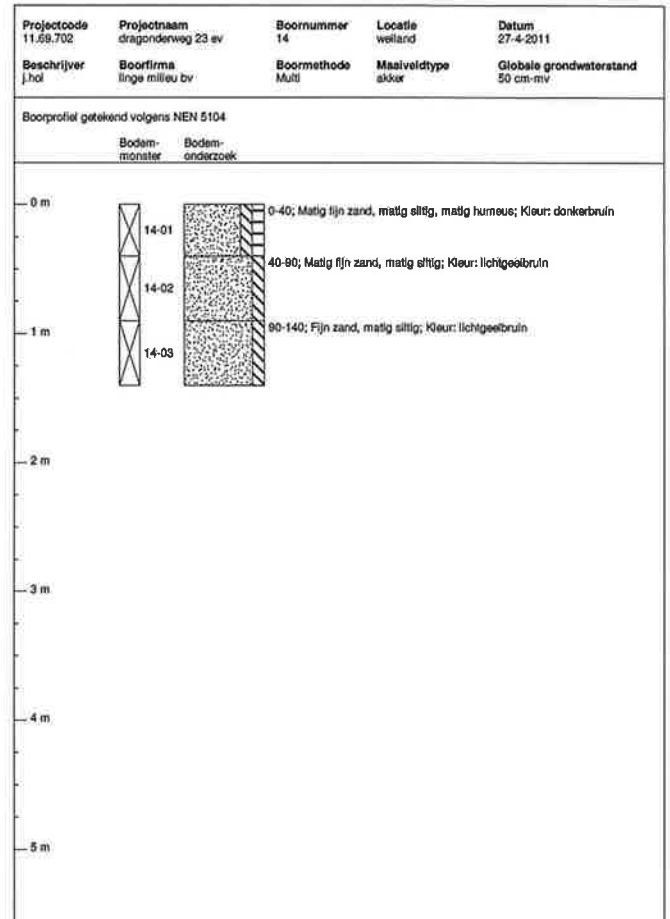 Projectcode Projectnaam Boornummer Locatie Datum
11.69.702 dragonderweg 23 ev 14 weiland 27-4-2011
Beschrijver Boorfirma Boormethode Maaiveldtype Globale grondwaterstand
j.hol linge milieu bv Multi akker 50 cm-mv
Boorprofiel getekend volgens NEN 5104
Bodem- Bodem-
monster onderzoek
0 m 0-40; Matig fijn zand, matig siltig, matig humeus; Kleur: donkerbruin
14-01
40-90; Matig fijn zand, matig siltig; Kleur: lichtgeelbruin
14-02
1 m 90-140; Fijn zand, matig siltig; Kleur: lichtgeelbruin
14-03
2 m
3 m
4 m
5 m